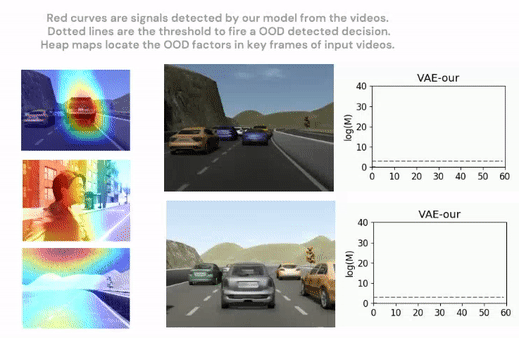 Red curves are signals detected by our model from the videos.
Dotted lines are the threshold to fire a OOD detected decision.
Heap maps locate the OOD factors in key frames of input videos.
VAE-our
log(M)
40
30
20
10
0
0 10 20 30 40 50 60
VAE-our
log(M)
40
30
20
10
0
0 10 20 30 40 50 60